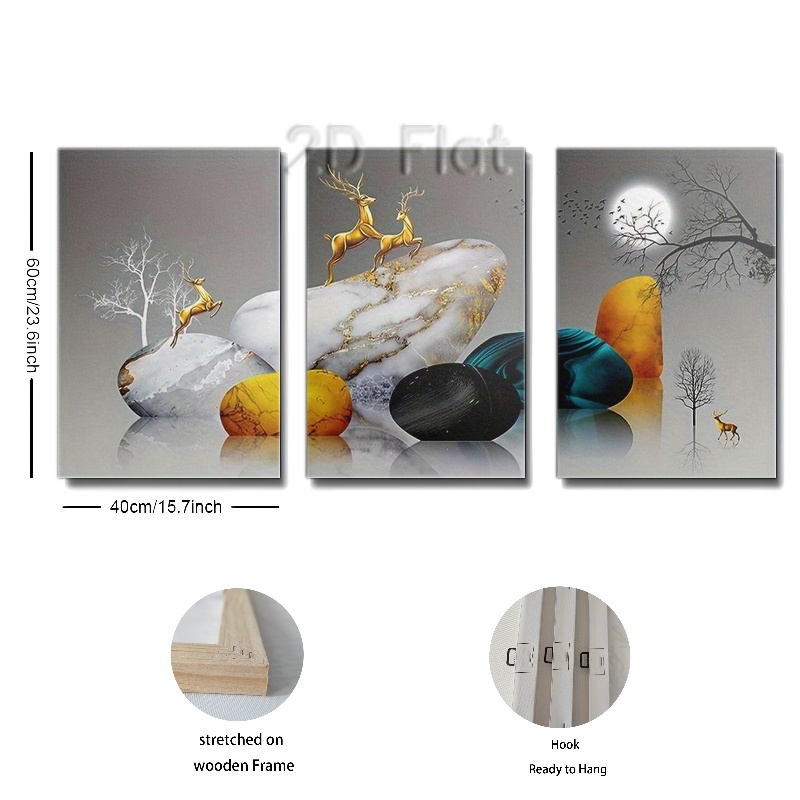 2D Flat
60cm/23.6inch
40cm/15.7inch
stretched on
wooden Frame
Hook
Ready to Hang